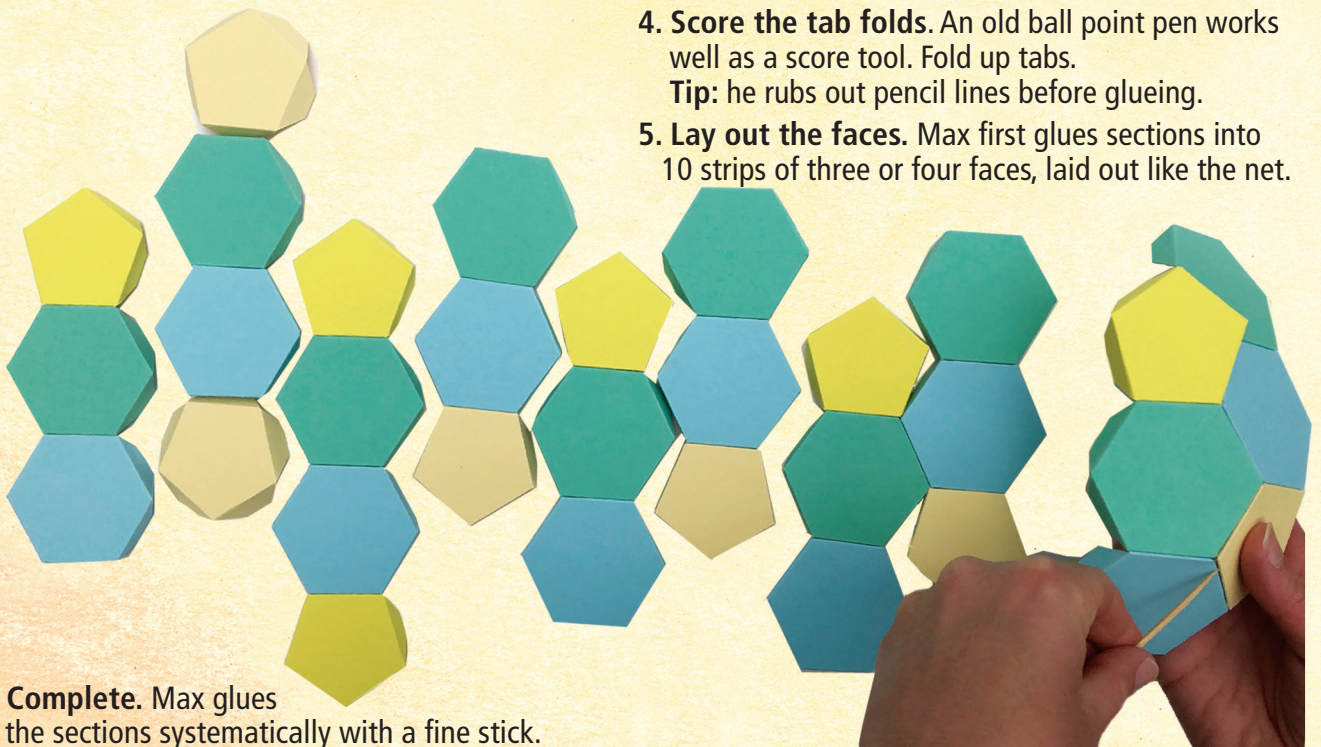 4. Score the tab folds. An old ball point pen works
well as a score tool. Fold up tabs.
Tip: he rubs out pencil lines before glueing.
5. Lay out the faces. Max first glues sections into
10 strips of three or four faces, laid out like the net.
Complete. Max glues
the sections systematically with a fine stick.